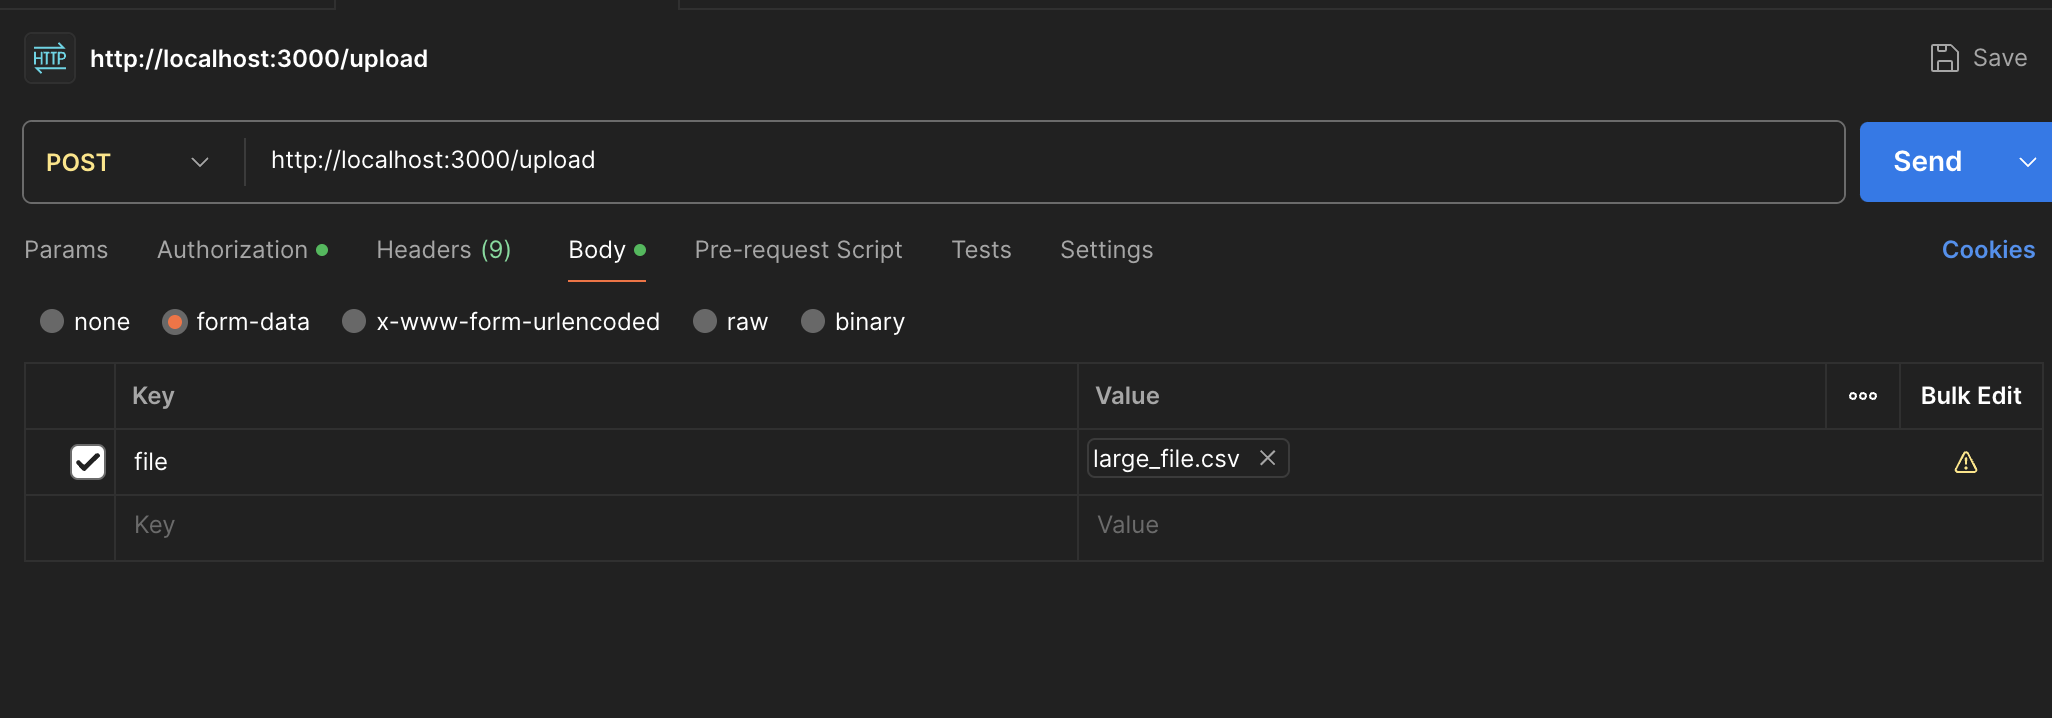 HTTP http://localhost:3000/upload Save
POST http://localhost:3000/upload Send
Params Authorization Headers (9) Body Pre-request Script Tests Settings Cookies
none form-data x-www-form-urlencoded raw binary
Key Value Bulk Edit
file large_file.csv
Key Value